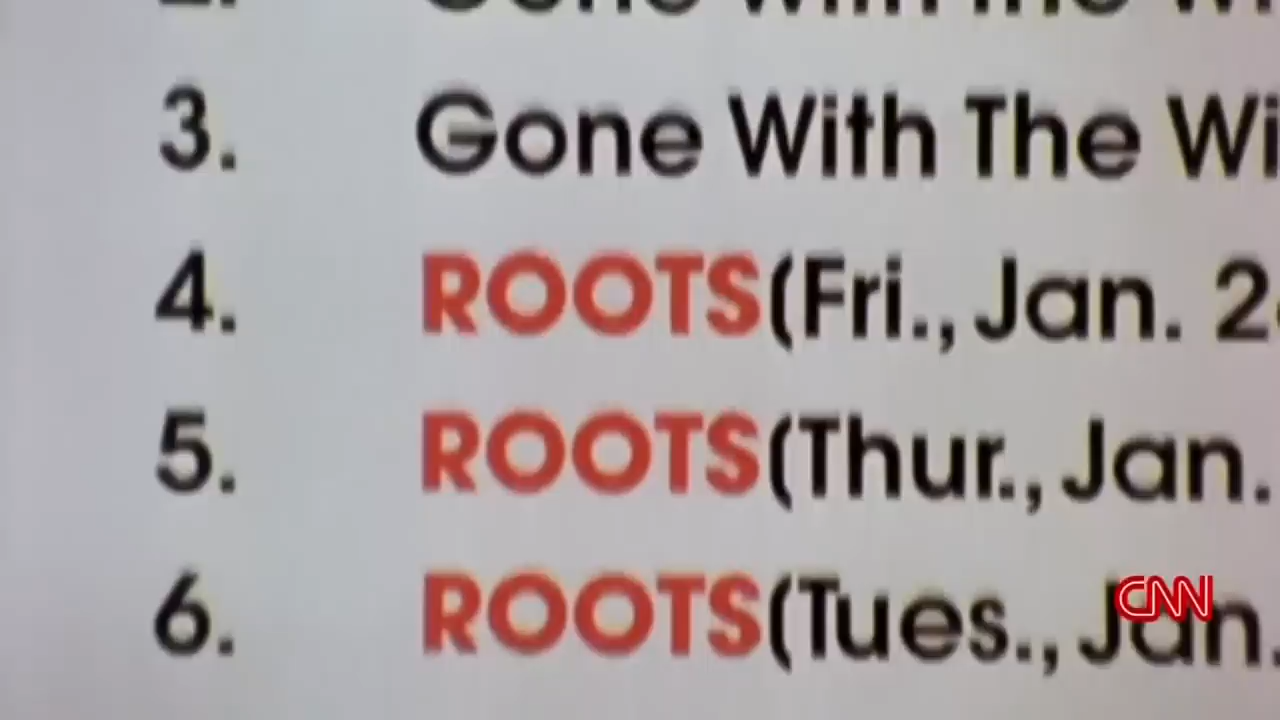 3. Gone With The Wi
4. ROOTS (Fri., Jan. 2
5. ROOTS (Thur., Jan.
6. ROOTS (Tues., Jan.
CNN